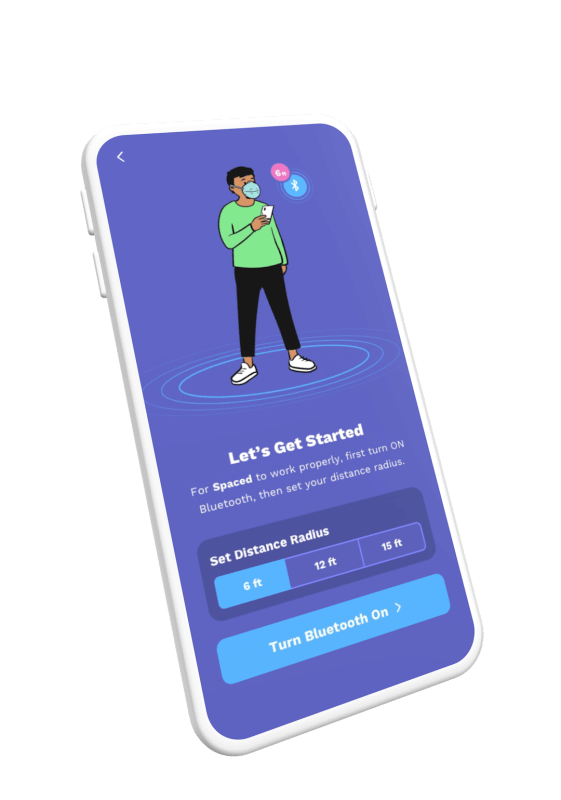 6ft
Let's Get Started
For Spaced to work properly, first turn ON
Bluetooth, then set your distance radius.
Set Distance Radius
6 ft
12 ft
15 ft
Turn Bluetooth On